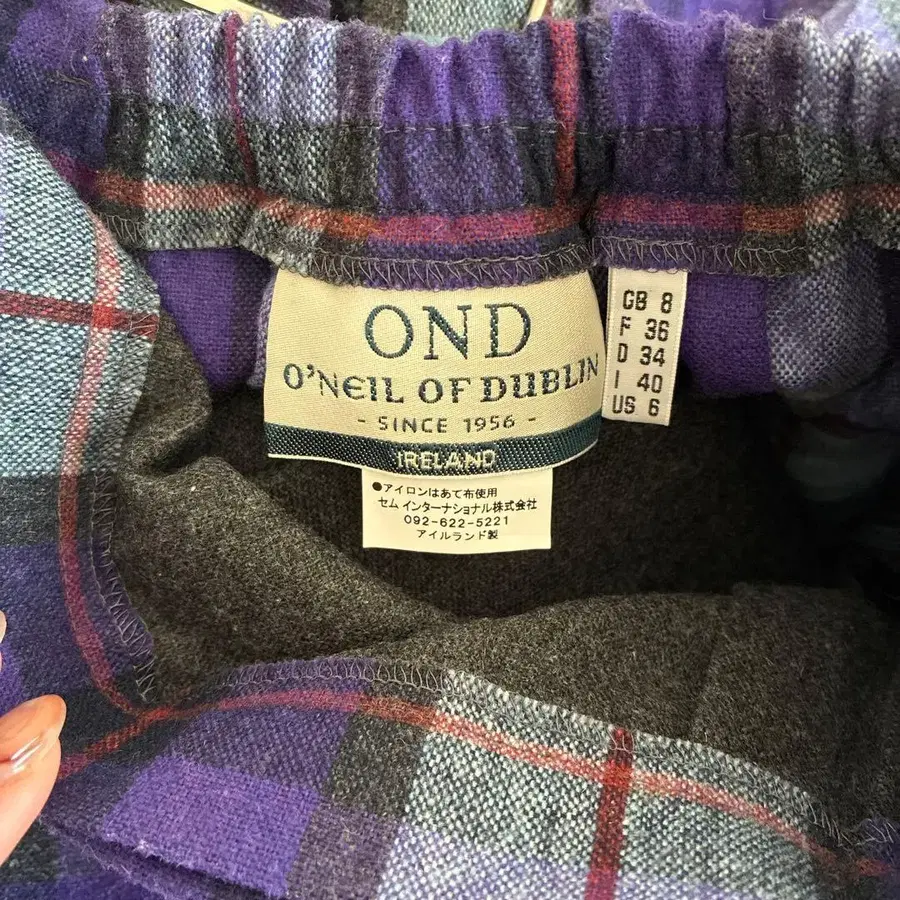 OND
O'NEIL OF DUBLIN
- SINCE 1956 -
IRELAND
GB 8
F 36
D 34
I 40
US 6
●アイロンはあて布使用
セム インターナショナル株式会社
092-622-5221
アイルランド製